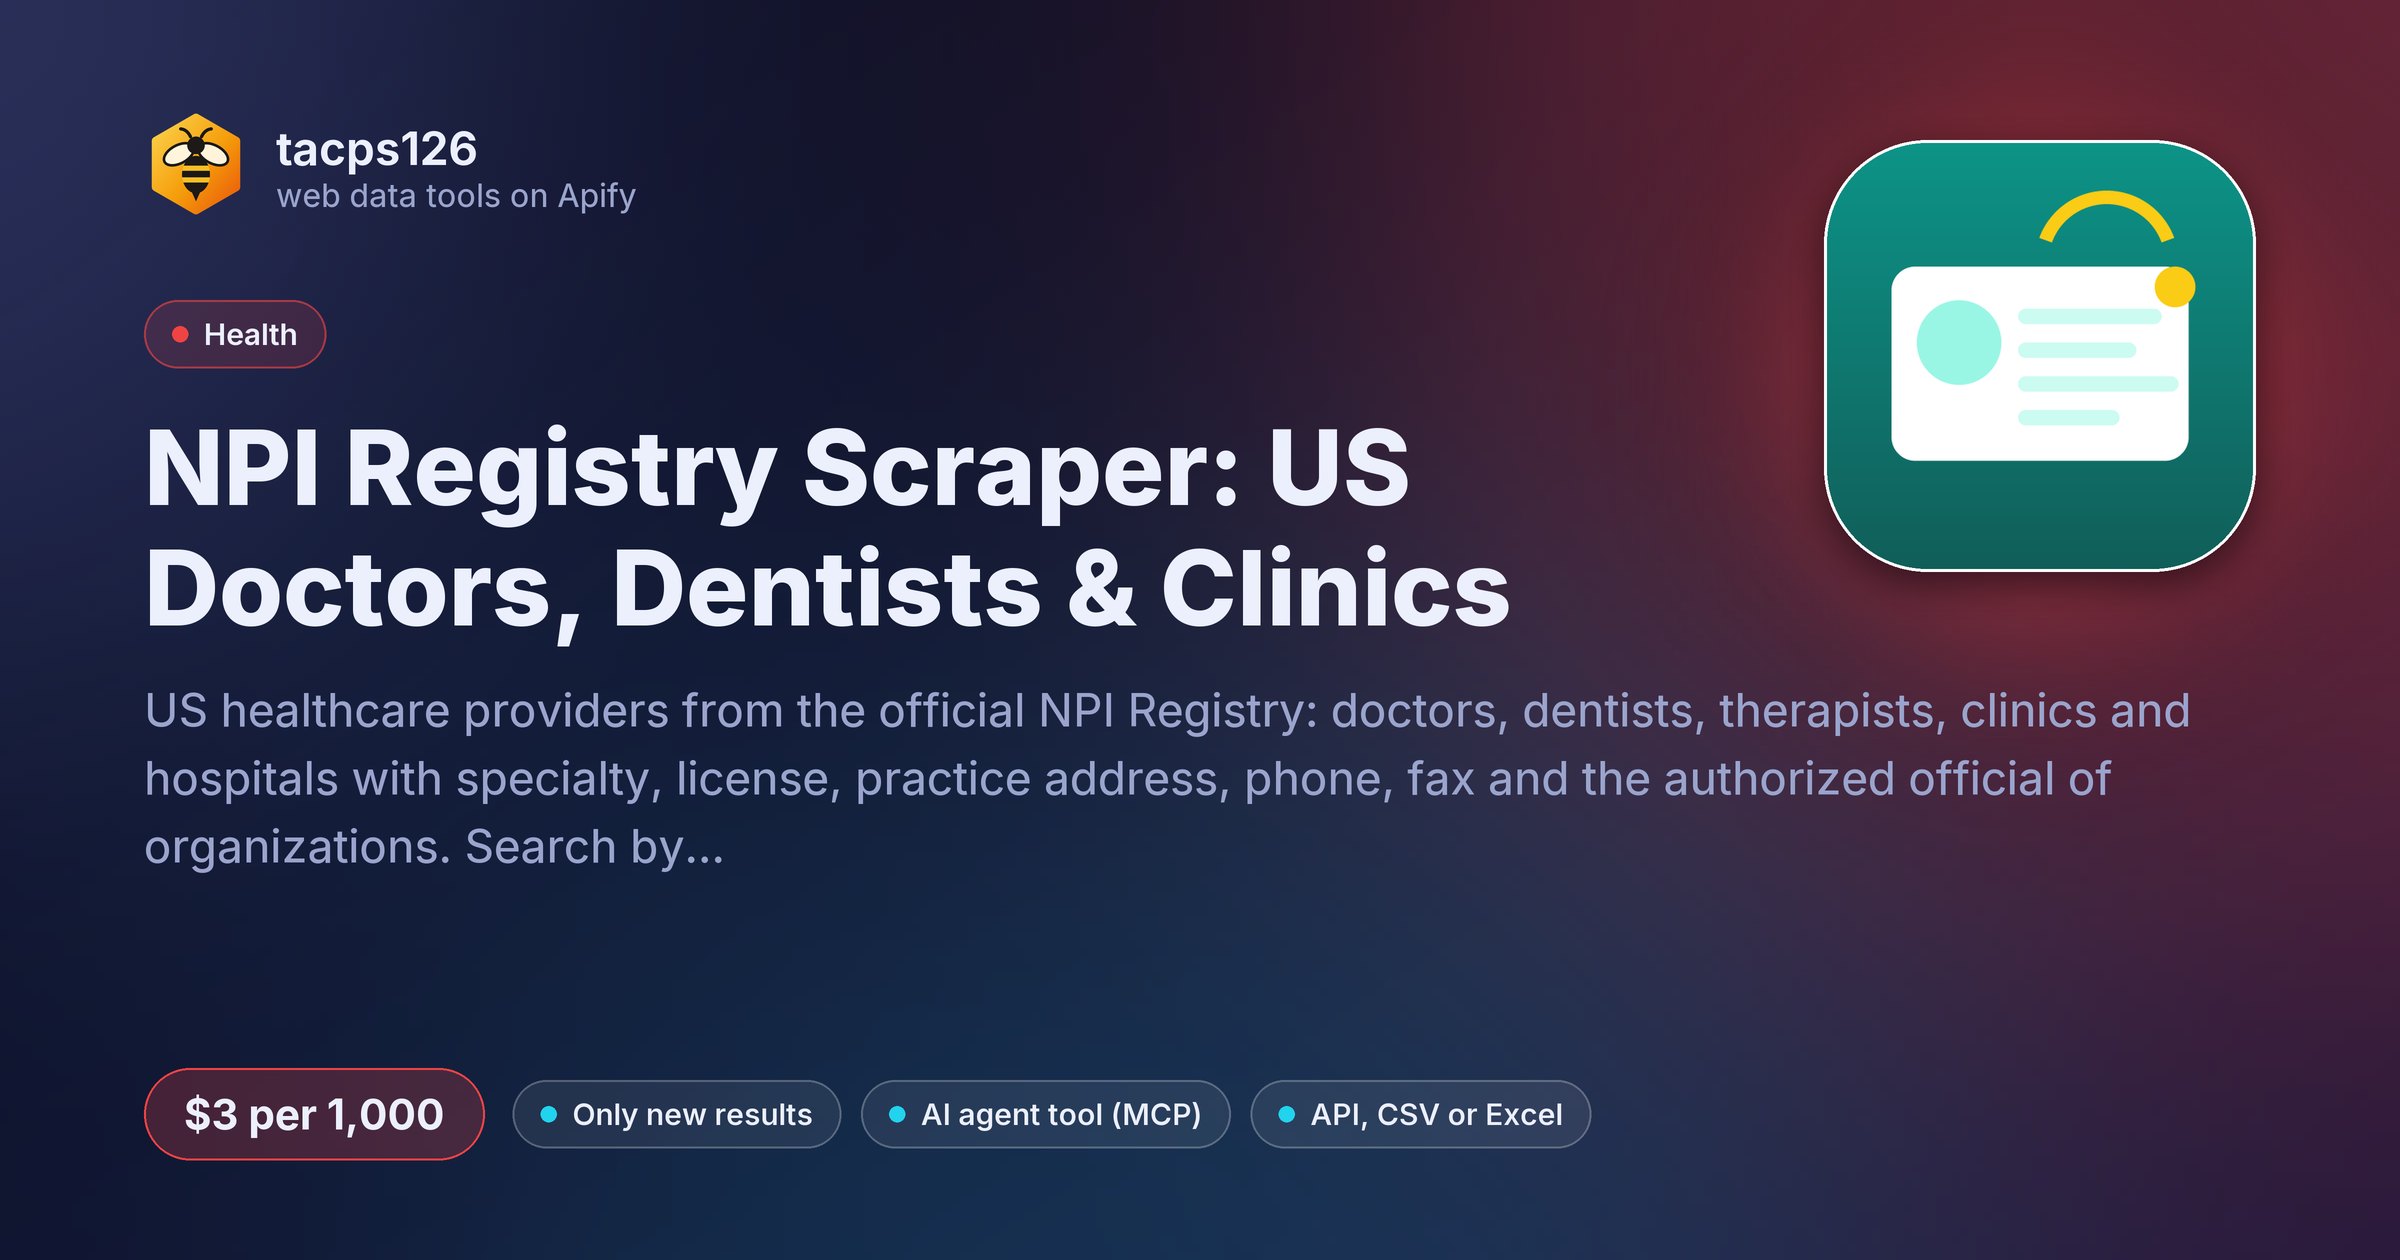 tacps126
web data tools on Apify
Health
NPI Registry Scraper: US
Doctors, Dentists & Clinics
US healthcare providers from the official NPI Registry: doctors, dentists, therapists, clinics and
hospitals with specialty, license, practice address, phone, fax and the authorized official of
organizations. Search by...
$3 per 1,000
Only new results
AI agent tool (MCP)
API, CSV or Excel